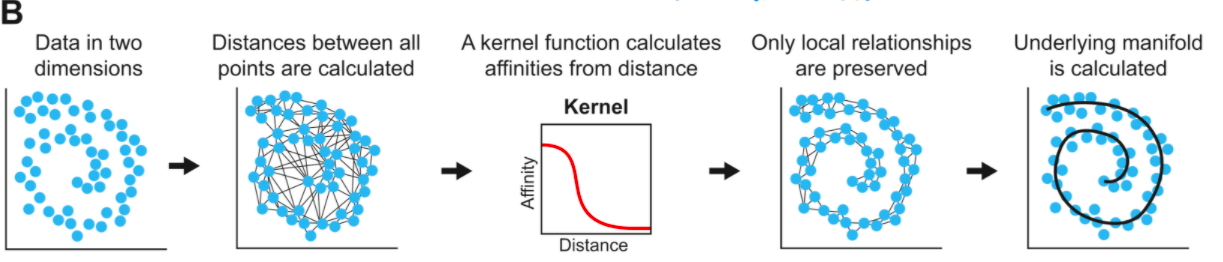 B
Data in two
dimensions
Distances between all
points are calculated
A kernel function calculates
affinities from distance
Kernel
Affinity
Distance
Only local relationships
are preserved
Underlying manifold
is calculated